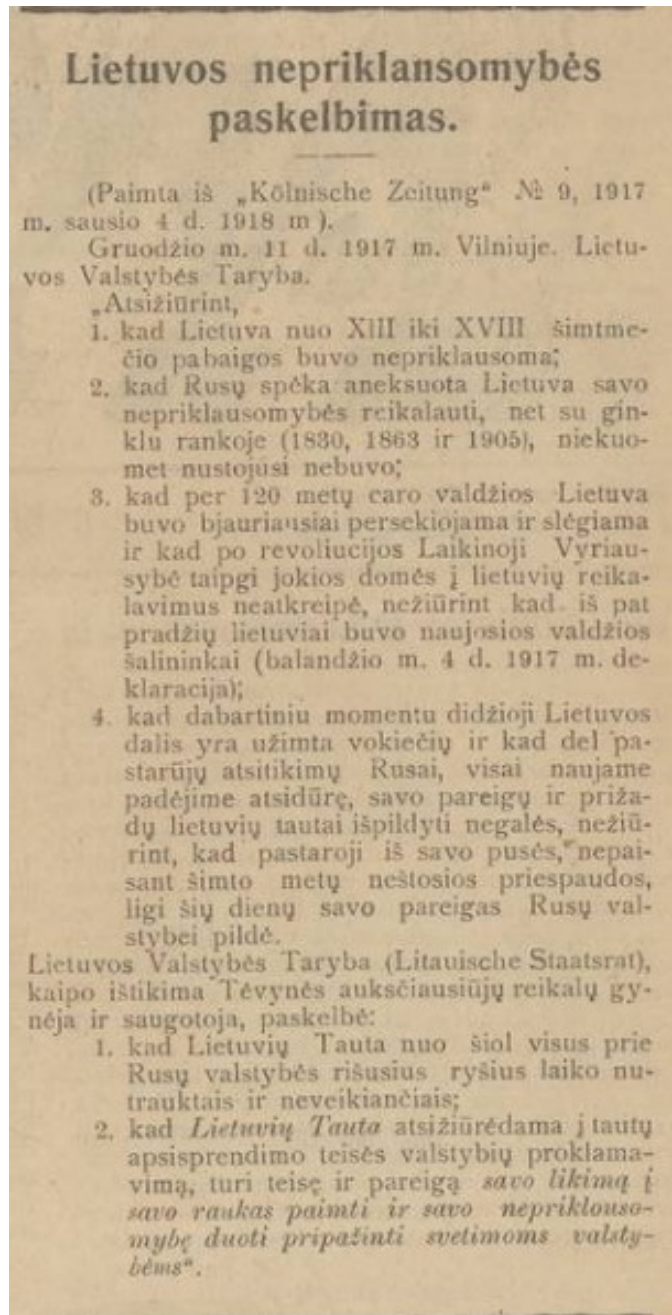 Lietuvos nepriklansomybės
paskelbimas.
(Paimta iš „Kölnische Zeitung“ № 9, 1917
m. sausio 4 d. 1918 m ).
Gruodžio m. 11 d. 1917 m. Vilniuje. Lietu-
vos Valstybės Taryba.
„Atsižiūrint,
1. kad Lietuva nuo XIII iki XVIII šimtme-
čio pabaigos buvo nepriklausoma;
2. kad Rusų spėka aneksuota Lietuva savo
nepriklausomybės reikalauti, net su gin-
klu rankoje (1830, 1863 ir 1905), niekuo-
met nustojusi nebuvo;
3. kad per 120 metų caro valdžios Lietuva
buvo bjauriausiai persekiojama ir slėgiama
ir kad po revoliucijos Laikinoji Vyriau-
sybė taipgi jokios domės į lietuvių reika-
lavimus neatkreipė, nežiūrint kad iš pat
pradžių lietuviai buvo naujosios valdžios
šalininkai (balandžio m. 4 d. 1917 m. de-
klaracija);
4. kad dabartiniu momentu didžioji Lietuvos
dalis yra užimta vokiečių ir kad del pa-
starūjų atsitikimų Rusai, visai naujame
padėjime atsidūrę, savo pareigų ir priža-
dų lietuvių tautai išpildyti negalės, nežiū-
rint, kad pastaroji iš savo pusės, nepai-
sant šimto metų neštosios priespaudos,
ligi šių dienų savo pareigas Rusų val-
stybei pildė.
Lietuvos Valstybės Taryba (Litauische Staatsrat),
kaipo ištikima Tėvynės aukščiausiųjų reikalų gy-
nėja ir saugotoja, paskelbė:
1. kad Lietuvių Tauta nuo šiol visus prie
Rusų valstybės rišusius ryšius laiko nu-
trauktais ir neveikiančiais;
2. kad Lietuvių Tauta atsižiūrėdama į tautų
apsisprendimo teisės valstybių proklama-
vimą, turi teisę ir pareigą savo likimą į
savo raukas paimti ir savo nepriklouso-
mybę duoti pripažinti svetimoms valsty-
bėms“.